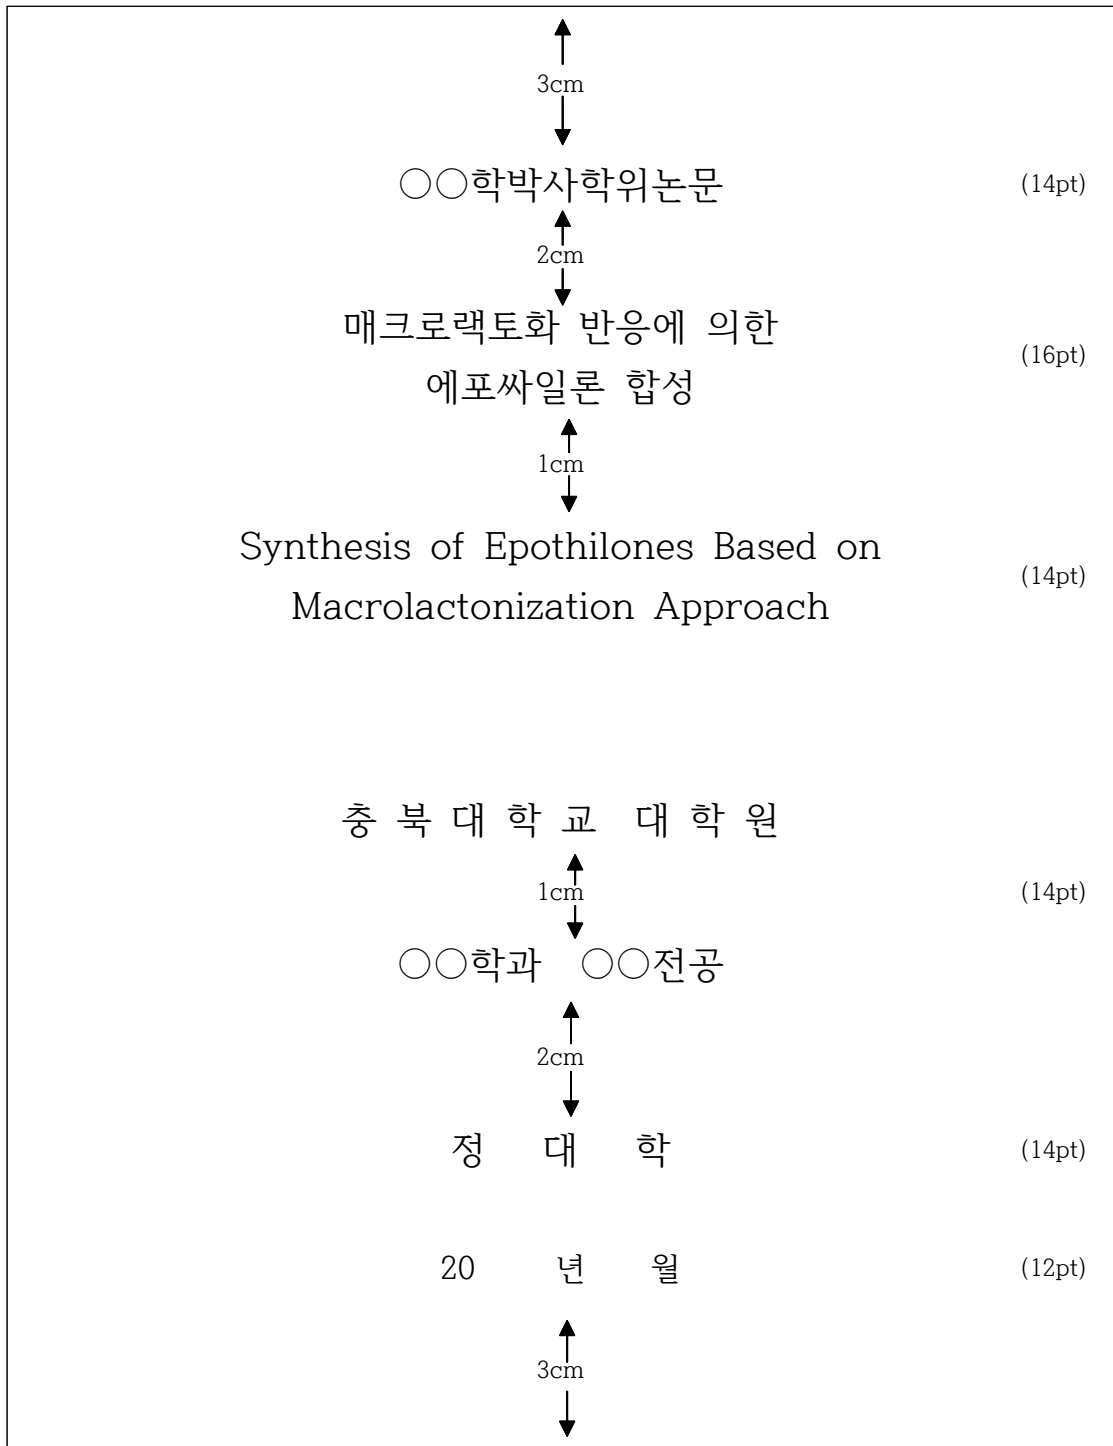 3cm
○○학박사학위논문 (14pt)
2cm
매크로랙토화 반응에 의한
(16pt)
에포싸일론 합성
1cm
Synthesis of Epothilones Based on
(14pt)
Macrolactonization Approach
충 북 대 학 교 대 학 원
1cm (14pt)
○○학과 ○○전공
2cm
정 대 학 (14pt)
20 년 월 (12pt)
3cm